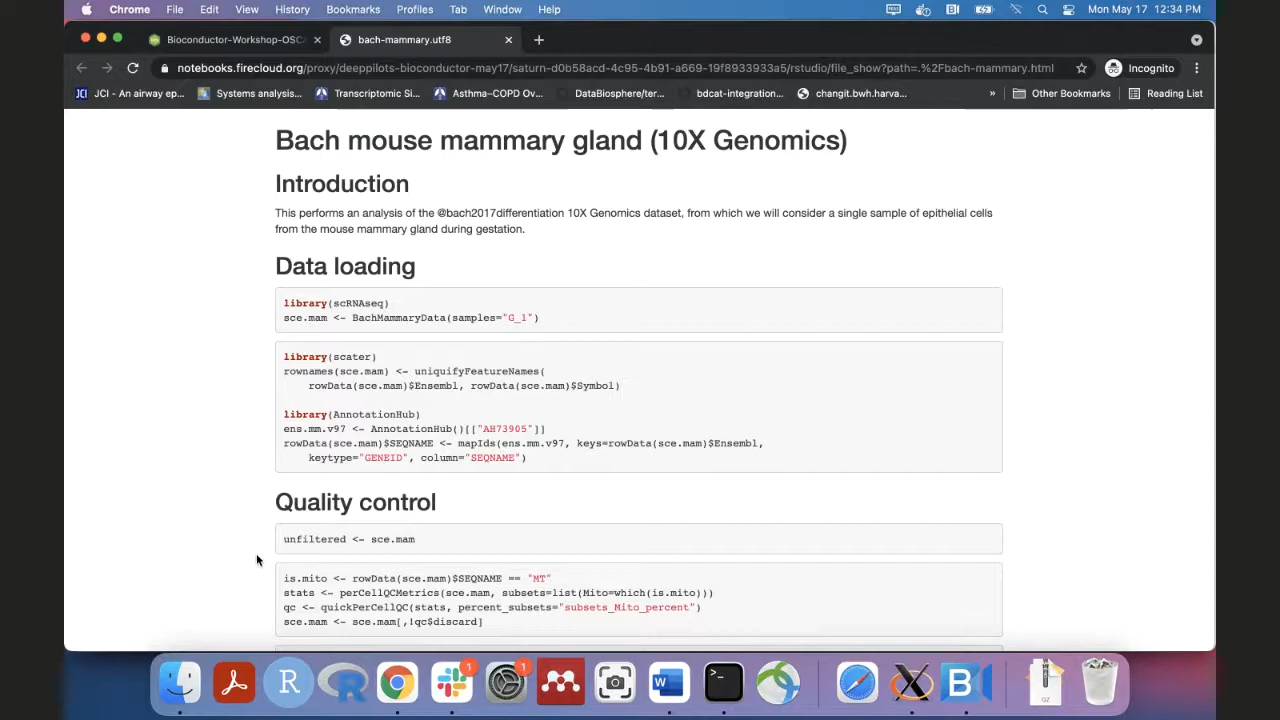 Chrome File Edit View History Bookmarks Profiles Tab Window Help Mon May 17 12:34 PM
Bioconductor-Workshop-OSC bach-mammary.utf8
notebooks.firecloud.org/proxy/deeppilots-bioconductor-may17/saturn-d0b58acd-4c95-4b91-a669-19f8933933a5/rstudio/file_show?path=.%2Fbach-mammary.html Incognito
JCI - An airway ep... Systems analysis... Transcriptomic Si... Asthma–COPD Ov... DataBiosphere/ter... bdcat-integration... changit.bwh.harva... » Other Bookmarks Reading List
Bach mouse mammary gland (10X Genomics)
Introduction
This performs an analysis of the @bach2017differentiation 10X Genomics dataset, from which we will consider a single sample of epithelial cells
from the mouse mammary gland during gestation.
Data loading
library(scRNAseq)
sce.mam <- BachMammaryData(samples="G_1")
library(scater)
rownames(sce.mam) <- uniquifyFeatureNames(
rowData(sce.mam)$Ensembl, rowData(sce.mam)$Symbol)
library(AnnotationHub)
ens.mm.v97 <- AnnotationHub()[["AH73905"]]
rowData(sce.mam)$SEQNAME <- mapIds(ens.mm.v97, keys=rowData(sce.mam)$Ensembl,
keytype="GENEID", column="SEQNAME")
Quality control
unfiltered <- sce.mam
is.mito <- rowData(sce.mam)$SEQNAME == "MT"
stats <- perCellQCMetrics(sce.mam, subsets=list(Mito=which(is.mito)))
qc <- quickPerCellQC(stats, percent_subsets="subsets_Mito_percent")
sce.mam <- sce.mam[,!qc$discard]
R R 1 1 W >_ X B GZ